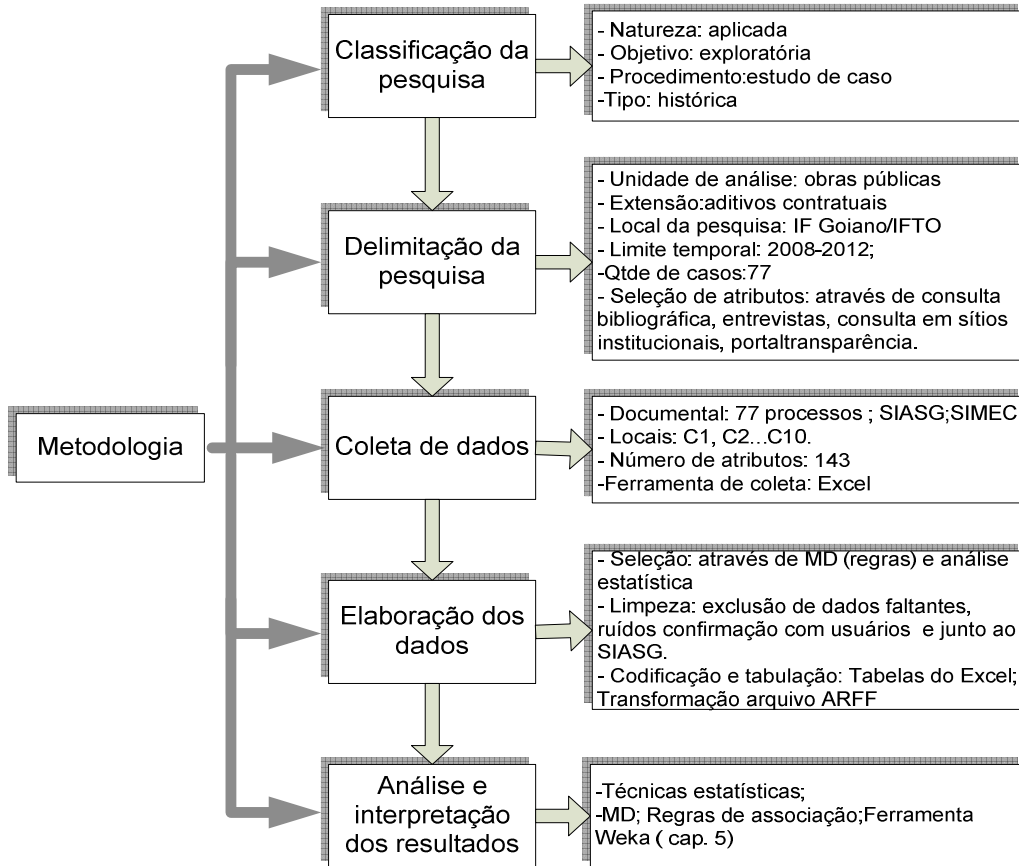 Metodologia
Classificação da
pesquisa
- Natureza: aplicada
- Objetivo: exploratória
- Procedimento:estudo de caso
-Tipo: histórica
Delimitação da
pesquisa
- Unidade de análise: obras públicas
- Extensão:aditivos contratuais
- Local da pesquisa: IF Goiano/IFTO
- Limite temporal: 2008-2012;
-Qtde de casos:77
- Seleção de atributos: através de consulta
bibliográfica, entrevistas, consulta em sítios
institucionais, portaltransparência.
Coleta de dados
- Documental: 77 processos ; SIASG;SIMEC
- Locais: C1, C2...C10.
- Número de atributos: 143
-Ferramenta de coleta: Excel
Elaboração dos
dados
- Seleção: através de MD (regras) e análise
estatística
- Limpeza: exclusão de dados faltantes,
ruídos confirmação com usuários e junto ao
SIASG.
- Codificação e tabulação: Tabelas do Excel;
Transformação arquivo ARFF
Análise e
interpretação
dos resultados
-Técnicas estatísticas;
-MD; Regras de associação;Ferramenta
Weka ( cap. 5)